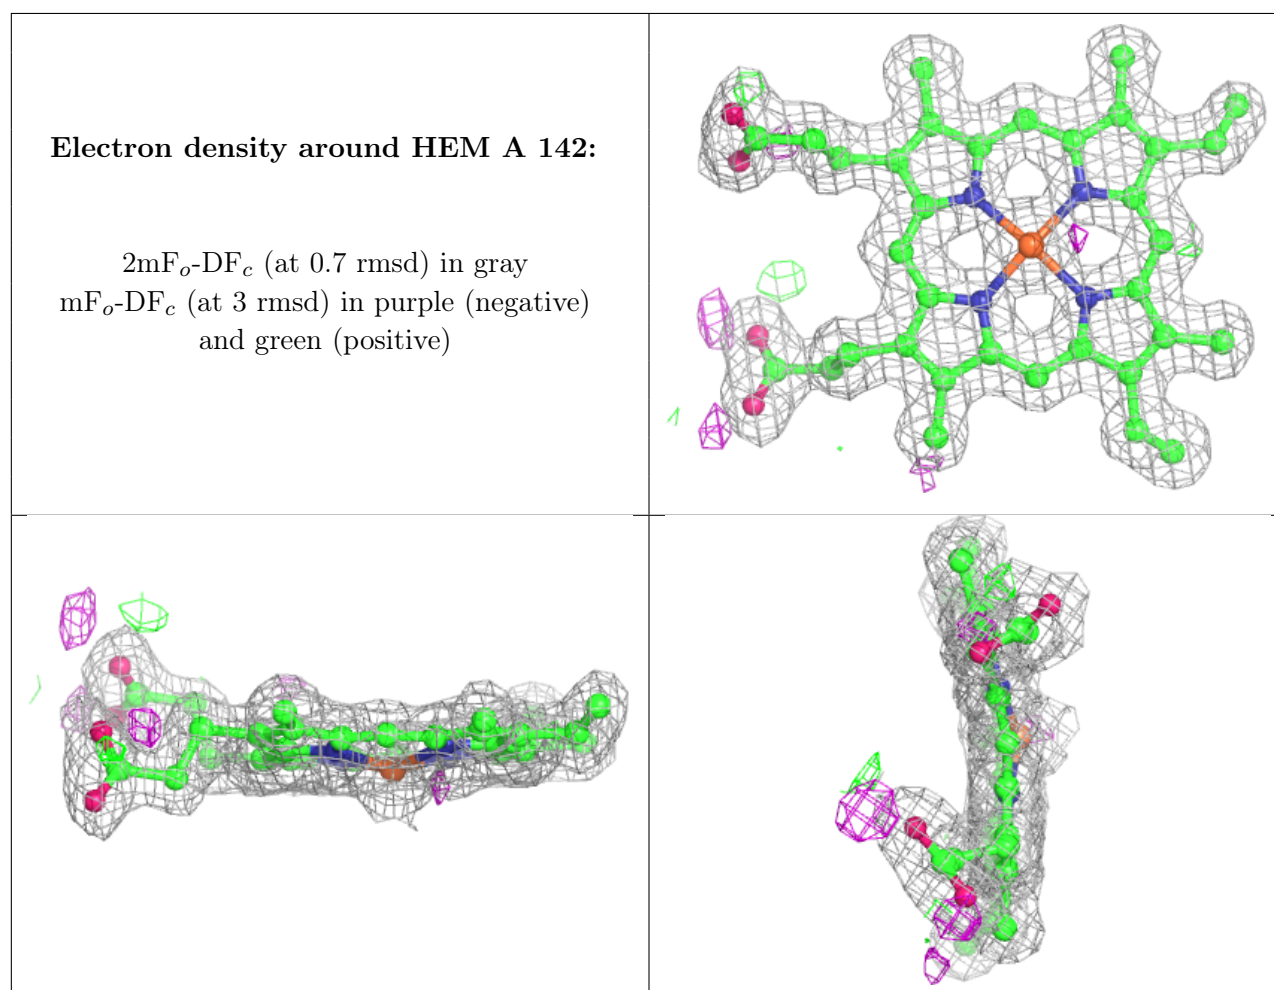 Electron density around HEM A 142:
2mFₒ-DF𝑐 (at 0.7 rmsd) in gray
mFₒ-DF𝑐 (at 3 rmsd) in purple (negative)
and green (positive)